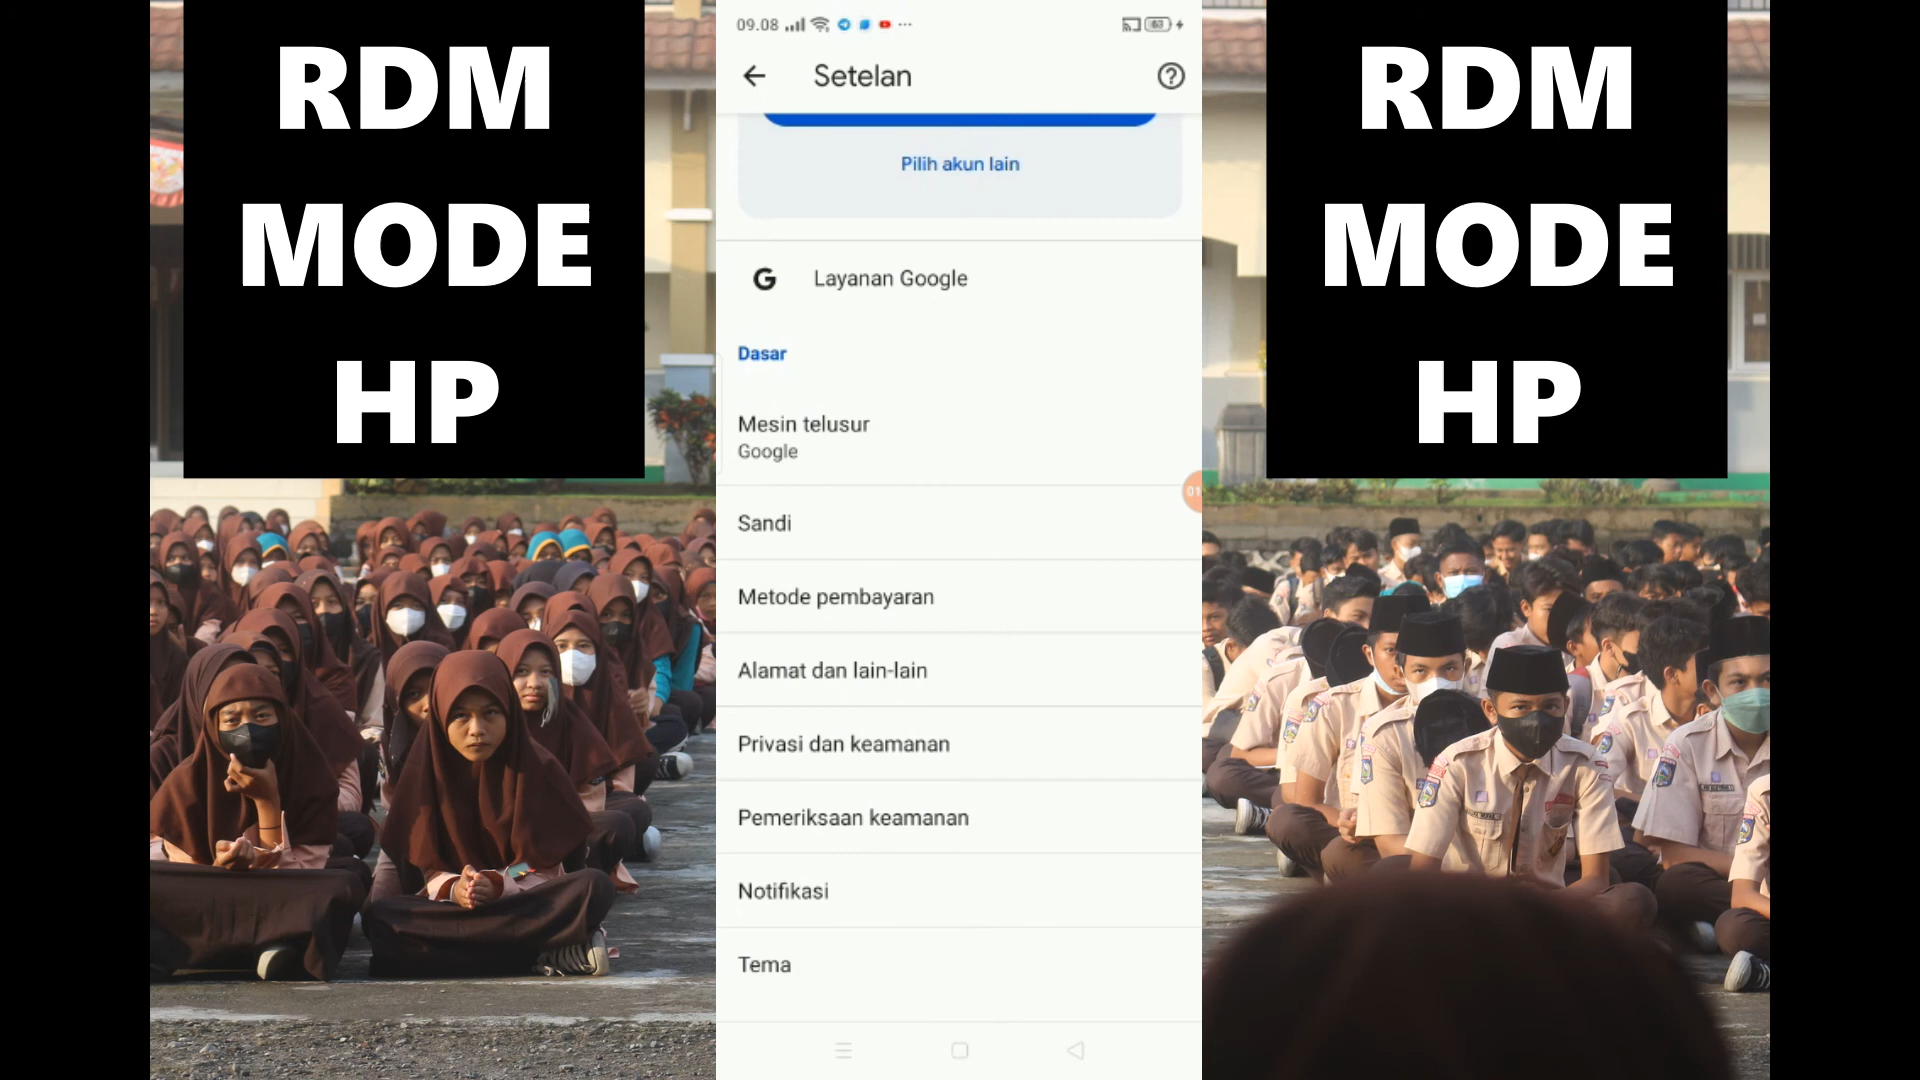 RDM
MODE
HP
09.08
Setelan
Pilih akun lain
Layanan Google
Dasar
Mesin telusur
Google
Sandi
Metode pembayaran
Alamat dan lain-lain
Privasi dan keamanan
Pemeriksaan keamanan
Notifikasi
Tema
01
RDM
MODE
HP